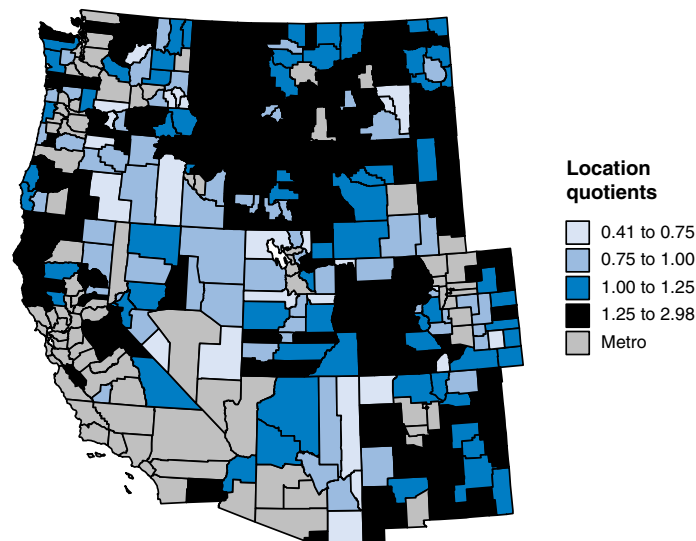 Location
quotients
0.41 to 0.75
0.75 to 1.00
1.00 to 1.25
1.25 to 2.98
Metro